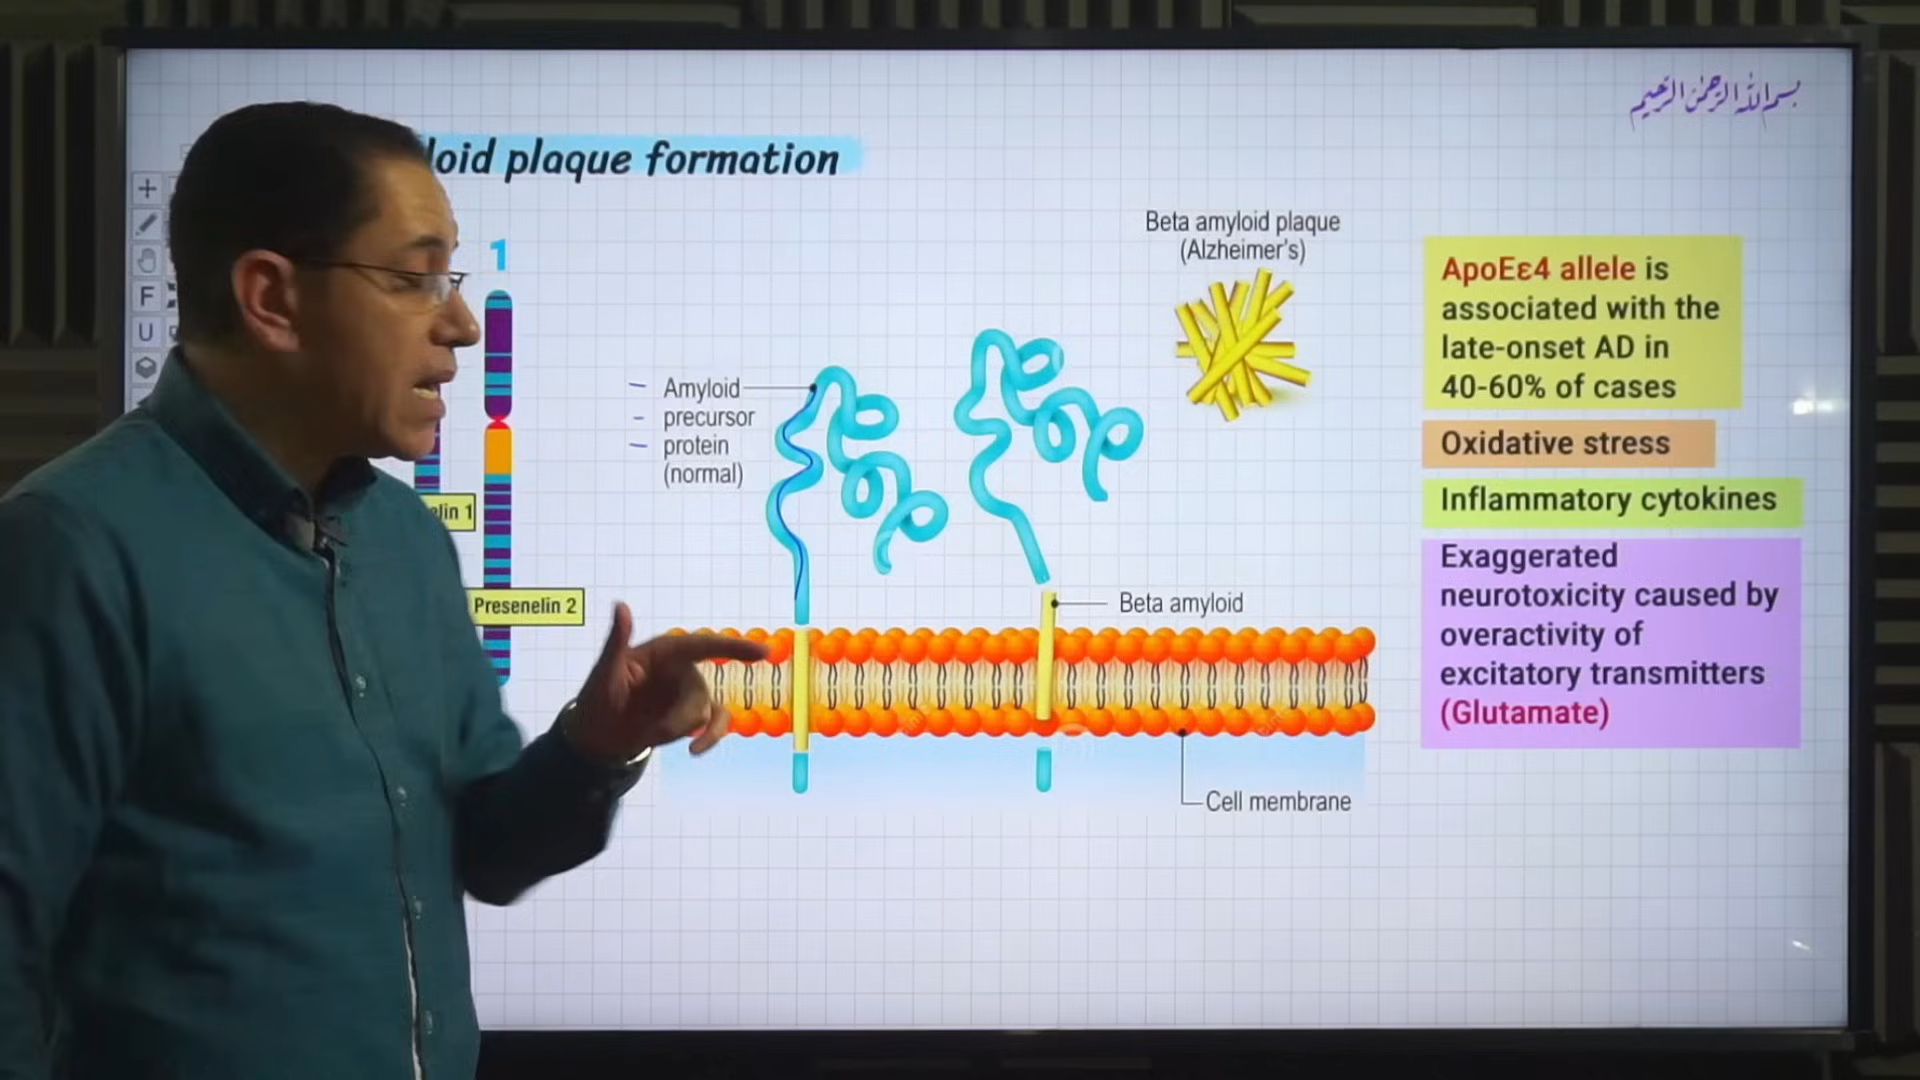 بسم الله الرحمن الرحيم
loid plaque formation
1
F
U
elin 1
Presenelin 2
Amyloid
precursor
protein
(normal)
Beta amyloid plaque
(Alzheimer's)
Beta amyloid
Cell membrane
ApoEε4 allele is
associated with the
late-onset AD in
40-60% of cases
Oxidative stress
Inflammatory cytokines
Exaggerated
neurotoxicity caused by
overactivity of
excitatory transmitters
(Glutamate)